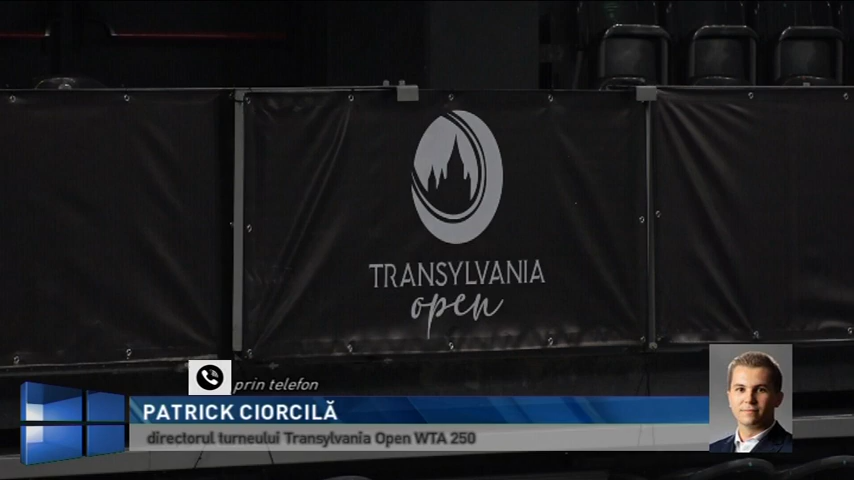 TRANSYLVANIA
open
prin telefon
PATRICK CIORCILĂ
directorul turneului Transylvania Open WTA 250